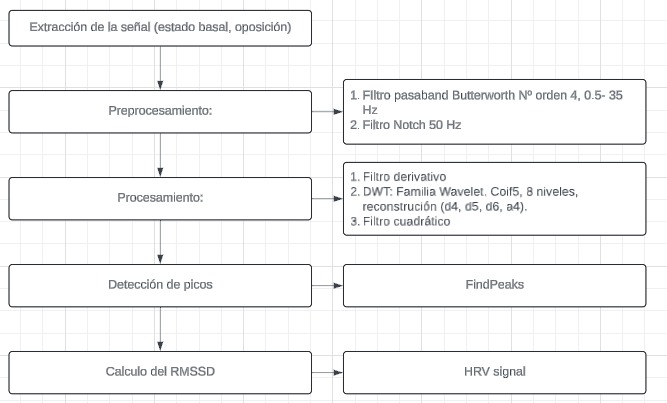 Extracción de la señal (estado basal, oposición)
Preprocesamiento:
1. FIltro pasaband Butterworth Nº orden 4, 0.5- 35
Hz
2. Filtro Notch 50 Hz
Procesamiento:
1. Filtro derivativo
2. DWT: Familia Wavelet. Coif5, 8 niveles,
reconstrución (d4, d5, d6, a4).
3. Filtro cuadrático
Detección de picos
FindPeaks
Calculo del RMSSD
HRV signal